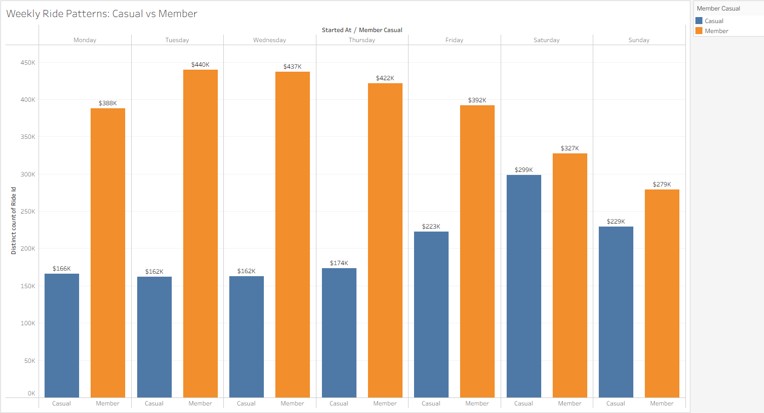 Weekly Ride Patterns: Casual vs Member
Member Casual
Casual
Member
Started At / Member Casual
Monday Tuesday Wednesday Thursday Friday Saturday Sunday
Distinct count of Ride Id
450K
400K
350K
300K
250K
200K
150K
100K
50K
0K
$166K $388K $162K $440K $162K $437K $174K $422K $223K $392K $299K $327K $229K $279K
Casual Member Casual Member Casual Member Casual Member Casual Member Casual Member Casual Member